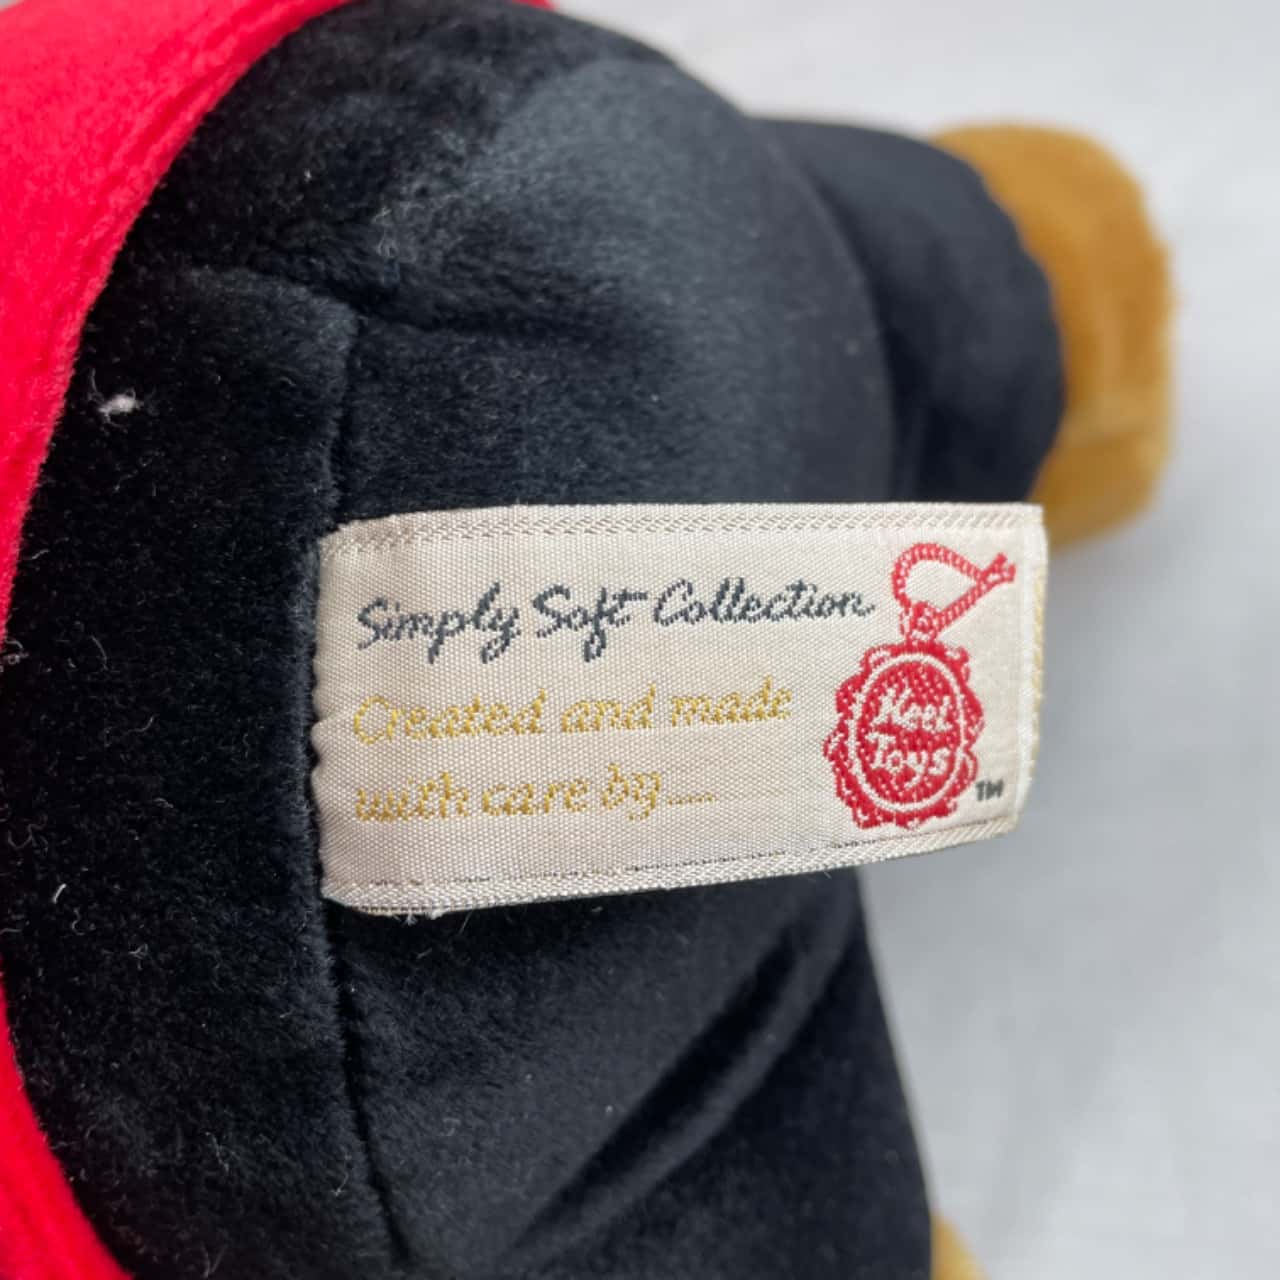 Simply Soft Collection
Created and made
with care by.....
Keel
Toys
TM